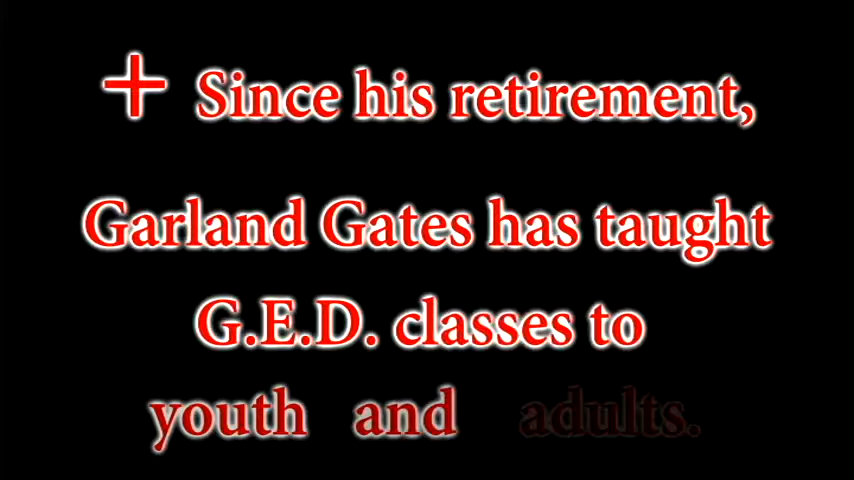 + Since his retirement,
Garland Gates has taught
G.E.D. classes to
youth and adults.